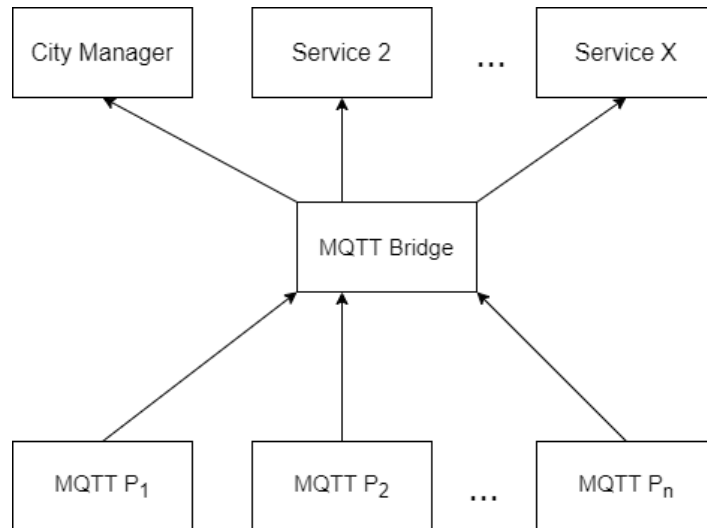 City Manager
Service 2
...
Service X
MQTT Bridge
MQTT P₁
MQTT P₂
...
MQTT Pₙ